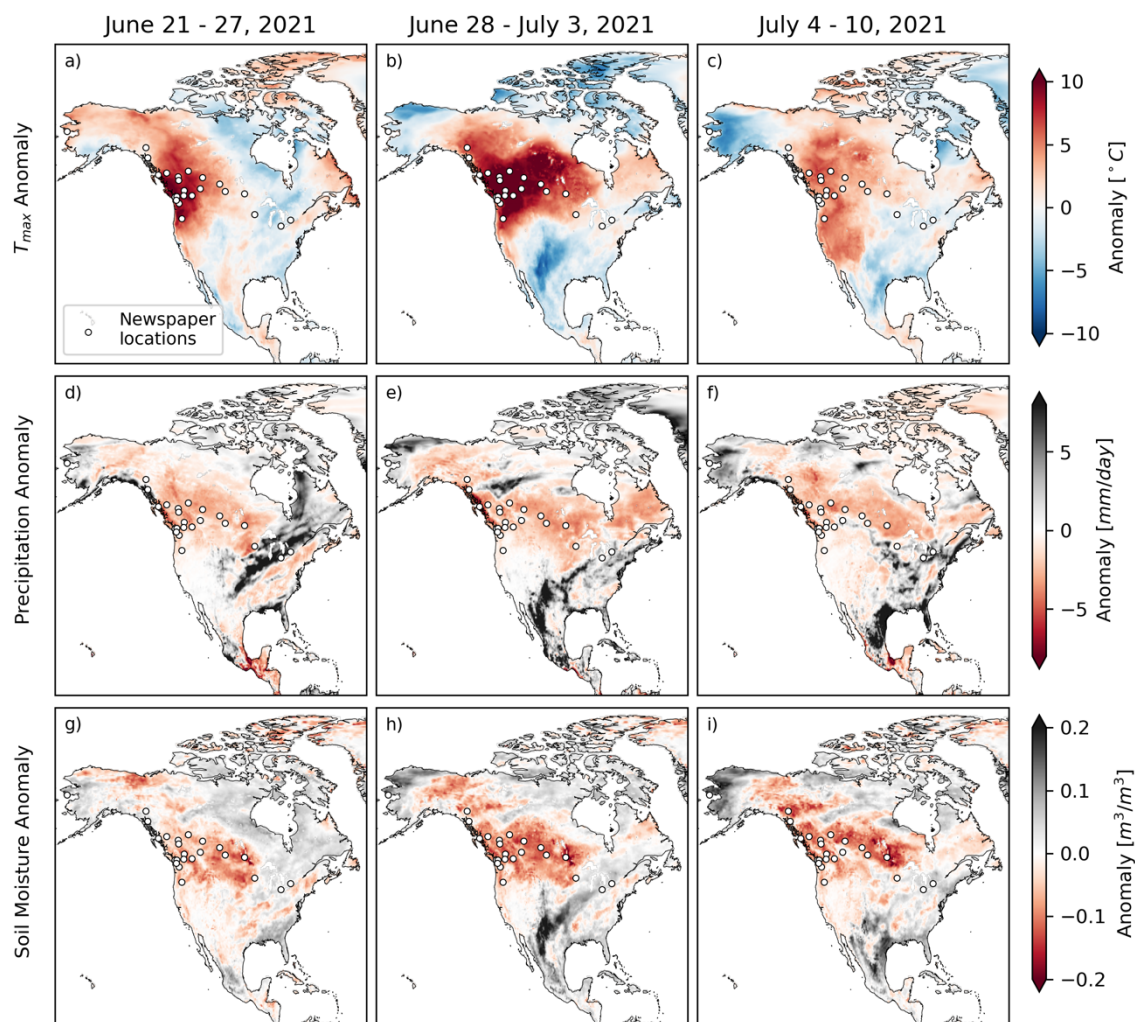 June 21 - 27, 2021
June 28 - July 3, 2021
July 4 - 10, 2021
a)
b)
c)
T_max Anomaly
Newspaper
locations
10
5
0
−5
−10
Anomaly [°C]
d)
e)
f)
Precipitation Anomaly
5
0
−5
Anomaly [mm/day]
g)
h)
i)
Soil Moisture Anomaly
0.2
0.1
0.0
−0.1
−0.2
Anomaly [m³/m³]